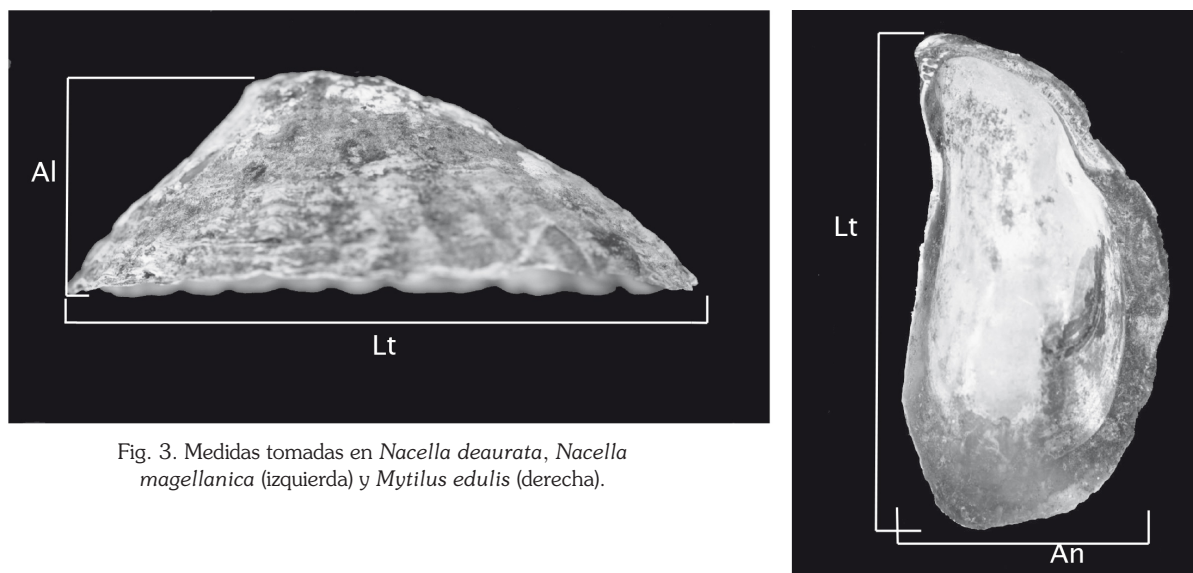 Al
Lt
Fig. 3. Medidas tomadas en Nacella deaurata, Nacella
magellanica (izquierda) y Mytilus edulis (derecha).
Lt
An